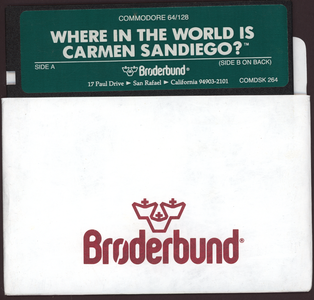 COMMODORE 64/128
WHERE IN THE WORLD IS
CARMEN SANDIEGO?™
SIDE A
(SIDE B ON BACK)
Brøderbund®
17 Paul Drive ► San Rafael ► California 94903-2101
COMDSK 264
Brøderbund®